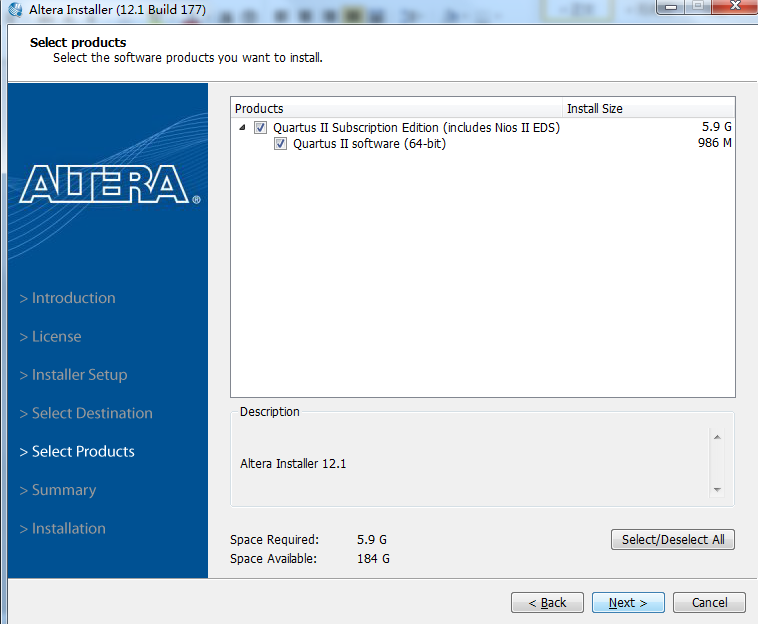 Altera Installer (12.1 Build 177)
Select products
Select the software products you want to install.
ALTERA®
> Introduction
> License
> Installer Setup
> Select Destination
> Select Products
> Summary
> Installation
Products Install Size
Quartus II Subscription Edition (includes Nios II EDS) 5.9 G
Quartus II software (64-bit) 986 M
Description
Altera Installer 12.1
Space Required: 5.9 G
Space Available: 184 G
Select/Deselect All
< Back Next > Cancel